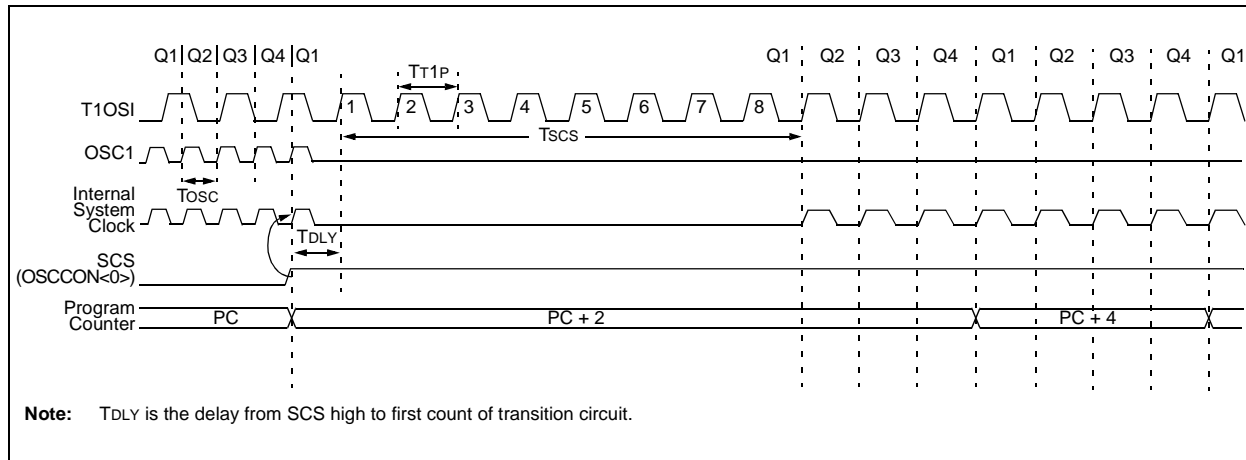 Q1 Q2 Q3 Q4 Q1 Q1 Q2 Q3 Q4 Q1 Q2 Q3 Q4 Q1
TT1P
T1OSI
1 2 3 4 5 6 7 8
TSCS
OSC1
TOSC
Internal
System
Clock
TDLY
SCS
(OSCCON<0>)
Program
Counter
PC PC + 2 PC + 4
Note: TDLY is the delay from SCS high to first count of transition circuit.